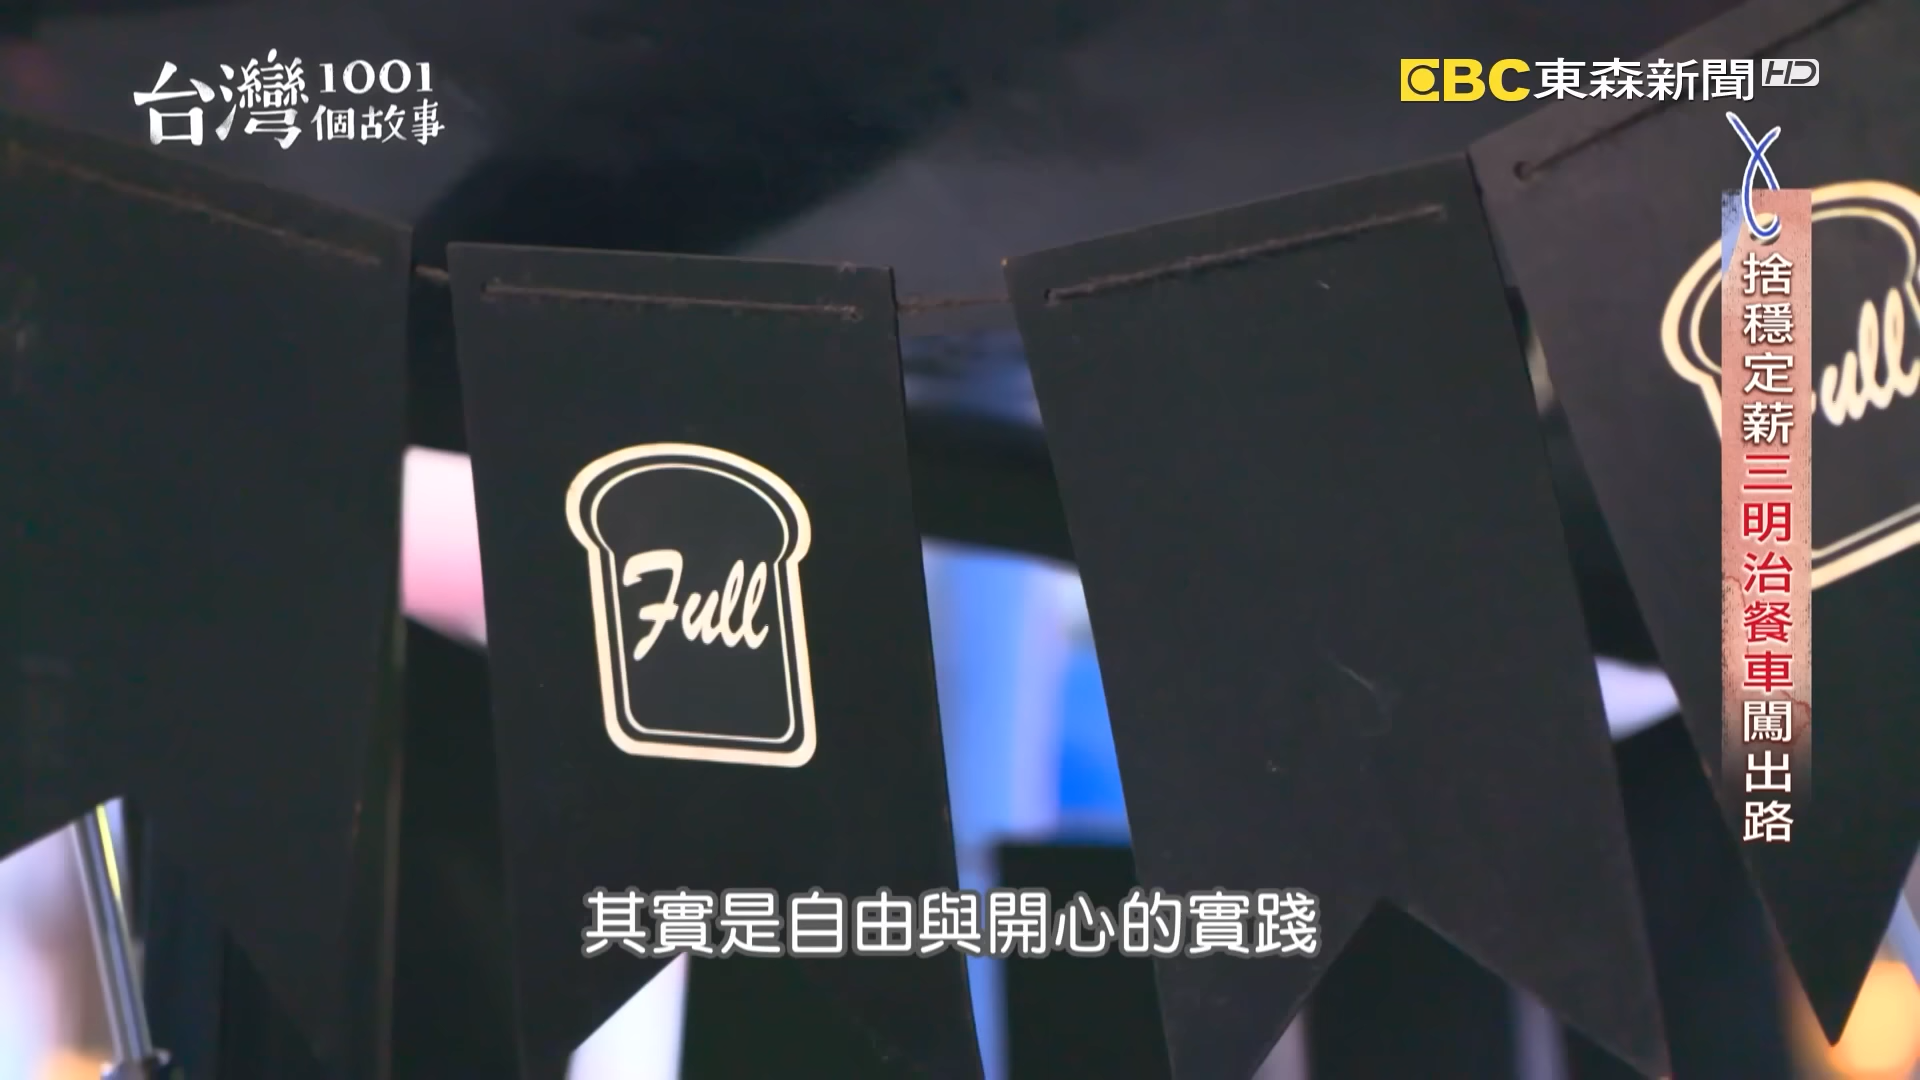 台灣1001個故事
EBC東森新聞HD
捨穩定薪三明治餐車闖出路
Full
ull
其實是自由與開心的實踐